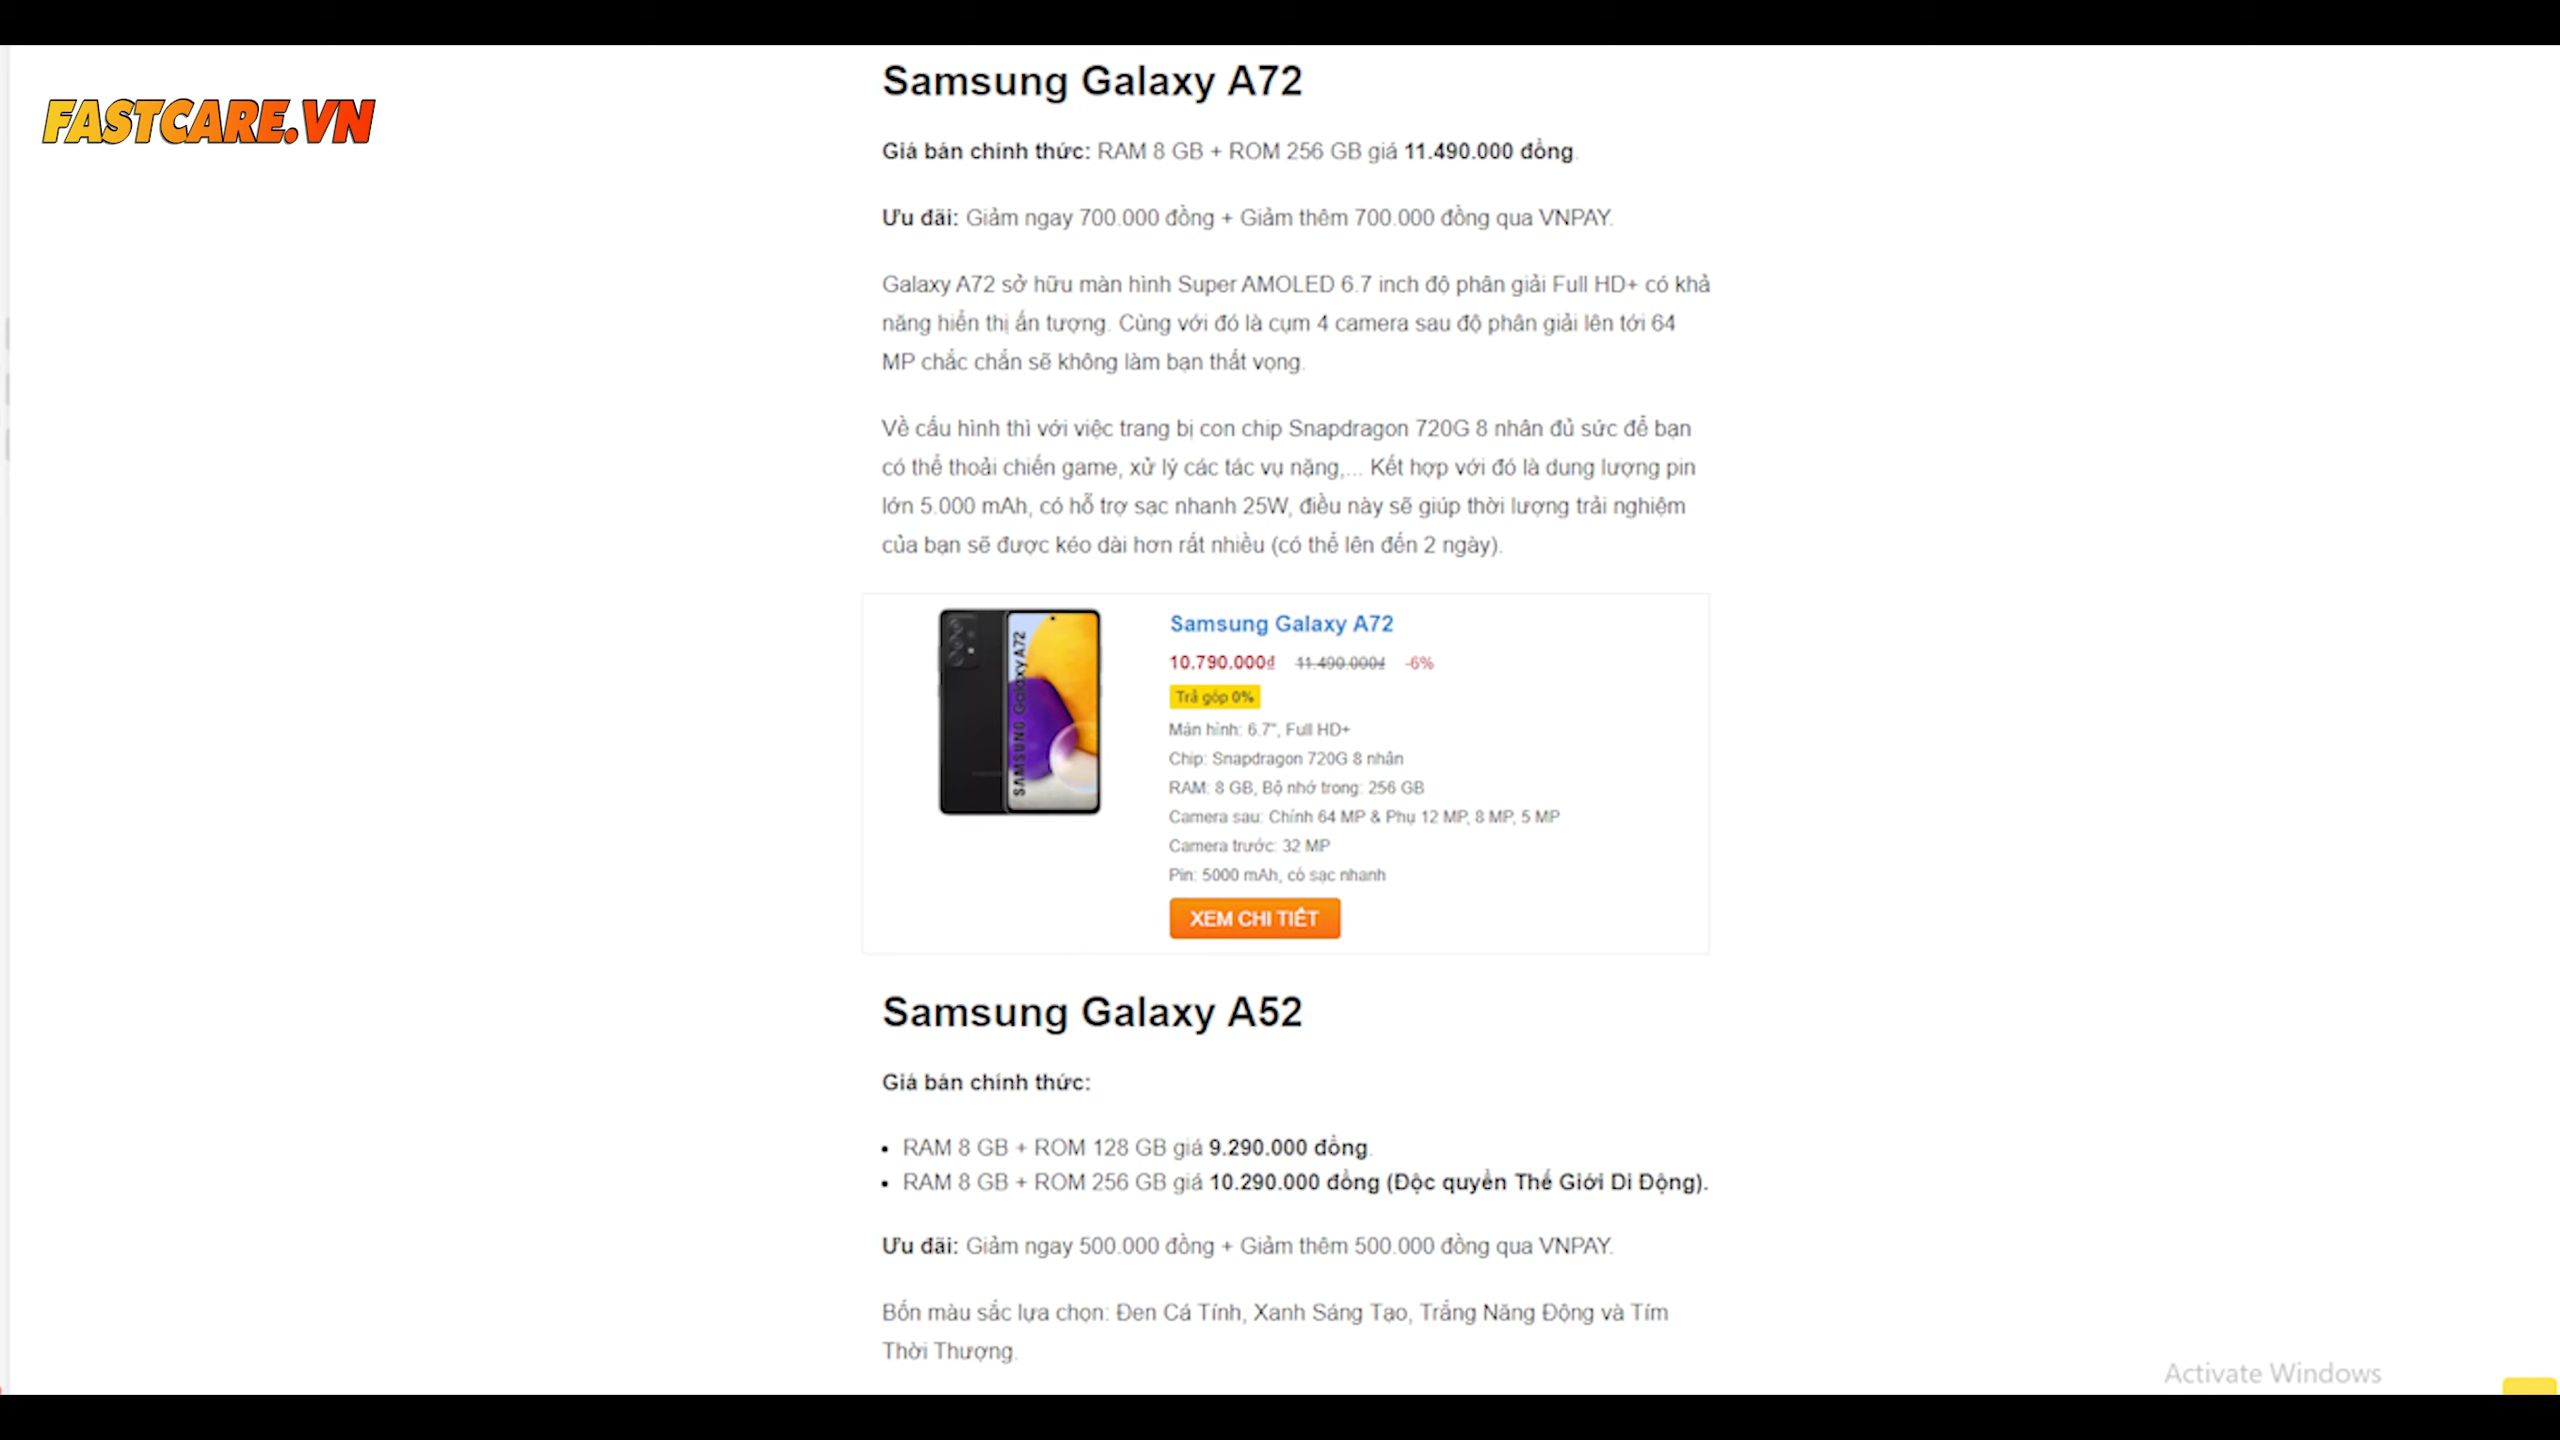 Samsung Galaxy A72
FASTCARE.VN
Giá bán chính thức: RAM 8 GB + ROM 256 GB giá 11.490.000 đồng.
Ưu đãi: Giảm ngay 700.000 đồng + Giảm thêm 700.000 đồng qua VNPAY.
Galaxy A72 sở hữu màn hình Super AMOLED 6.7 inch độ phân giải Full HD+ có khả
năng hiển thị ấn tượng. Cùng với đó là cụm 4 camera sau độ phân giải lên tới 64
MP chắc chắn sẽ không làm bạn thất vọng.
Về cấu hình thì với việc trang bị con chip Snapdragon 720G 8 nhân đủ sức để bạn
có thể thoải chiến game, xử lý các tác vụ nặng,... Kết hợp với đó là dung lượng pin
lớn 5.000 mAh, có hỗ trợ sạc nhanh 25W, điều này sẽ giúp thời lượng trải nghiệm
của bạn sẽ được kéo dài hơn rất nhiều (có thể lên đến 2 ngày).
SAMSUNG Galaxy A72
Samsung Galaxy A72
10.790.000₫ 11.490.000₫ -6%
Trả góp 0%
Màn hình: 6.7", Full HD+
Chip: Snapdragon 720G 8 nhân
RAM: 8 GB, Bộ nhớ trong: 256 GB
Camera sau: Chính 64 MP & Phụ 12 MP, 8 MP, 5 MP
Camera trước: 32 MP
Pin: 5000 mAh, có sạc nhanh
XEM CHI TIẾT
Samsung Galaxy A52
Giá bán chính thức:
• RAM 8 GB + ROM 128 GB giá 9.290.000 đồng.
• RAM 8 GB + ROM 256 GB giá 10.290.000 đồng (Độc quyền Thế Giới Di Động).
Ưu đãi: Giảm ngay 500.000 đồng + Giảm thêm 500.000 đồng qua VNPAY.
Bốn màu sắc lựa chọn: Đen Cá Tính, Xanh Sáng Tạo, Trắng Năng Động và Tím
Thời Thượng.
Activate Windows